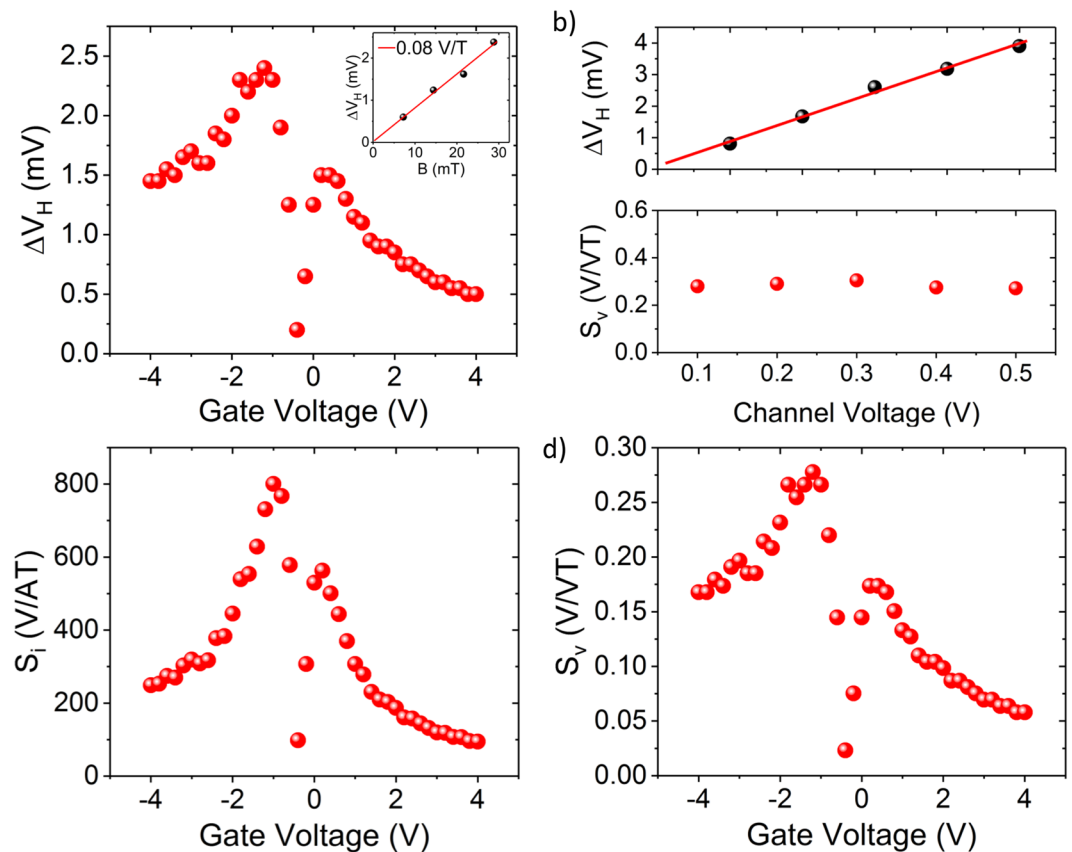 2.5
2.0
1.5
1.0
0.5
0.0
ΔV_H (mV)
-4 -2 0 2 4
Gate Voltage (V)
0.08 V/T
2
1
0
ΔV_H (mV)
0 10 20 30
B (mT)
b)
4
3
2
1
0
ΔV_H (mV)
0.6
0.4
0.2
0.0
S_v (V/VT)
0.1 0.2 0.3 0.4 0.5
Channel Voltage (V)
800
600
400
200
0
S_i (V/AT)
-4 -2 0 2 4
Gate Voltage (V)
d)
0.30
0.25
0.20
0.15
0.10
0.05
0.00
S_v (V/VT)
-4 -2 0 2 4
Gate Voltage (V)